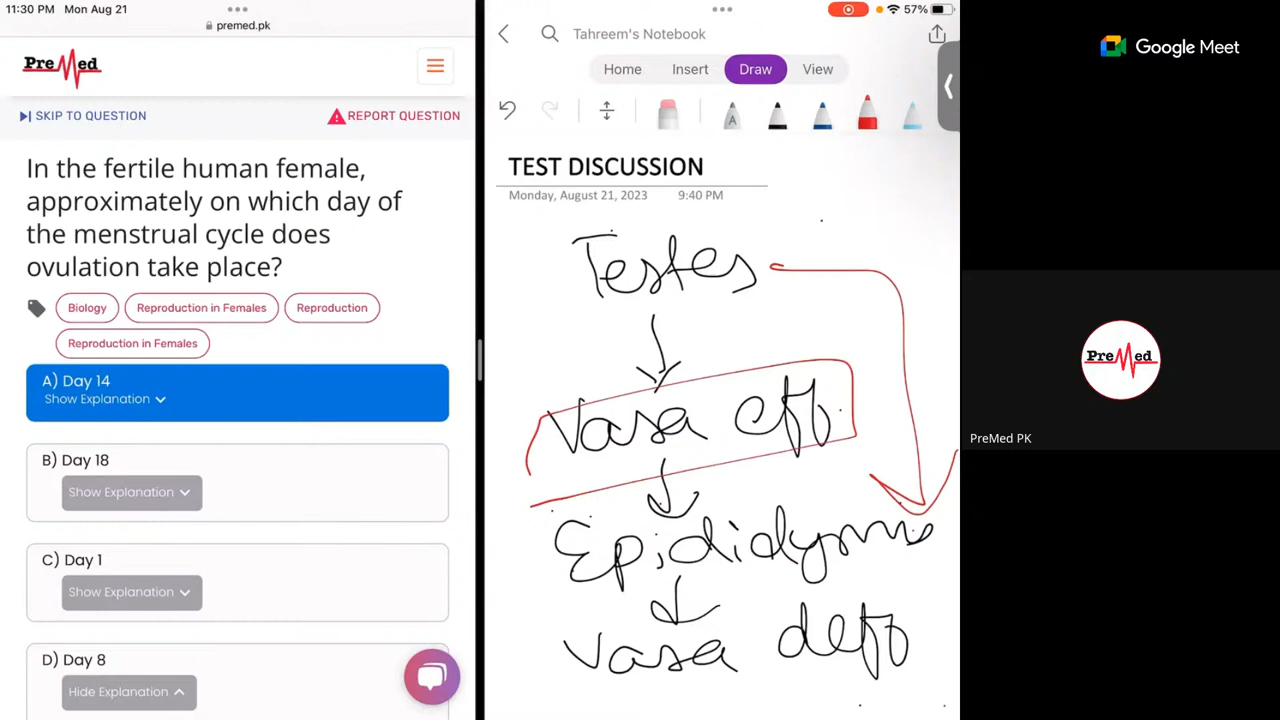 11:30 PM Mon Aug 21
premed.pk
PreMed
SKIP TO QUESTION
REPORT QUESTION
In the fertile human female,
approximately on which day of
the menstrual cycle does
ovulation take place?
Biology
Reproduction in Females
Reproduction
Reproduction in Females
A) Day 14
Show Explanation
B) Day 18
Show Explanation
C) Day 1
Show Explanation
D) Day 8
Hide Explanation
57%
Tahreem's Notebook
Home
Insert
Draw
View
A
TEST DISCUSSION
Monday, August 21, 2023 9:40 PM
Testes
Vasa eff.
Epididymis
Vasa deff
Google Meet
PreMed
PreMed PK